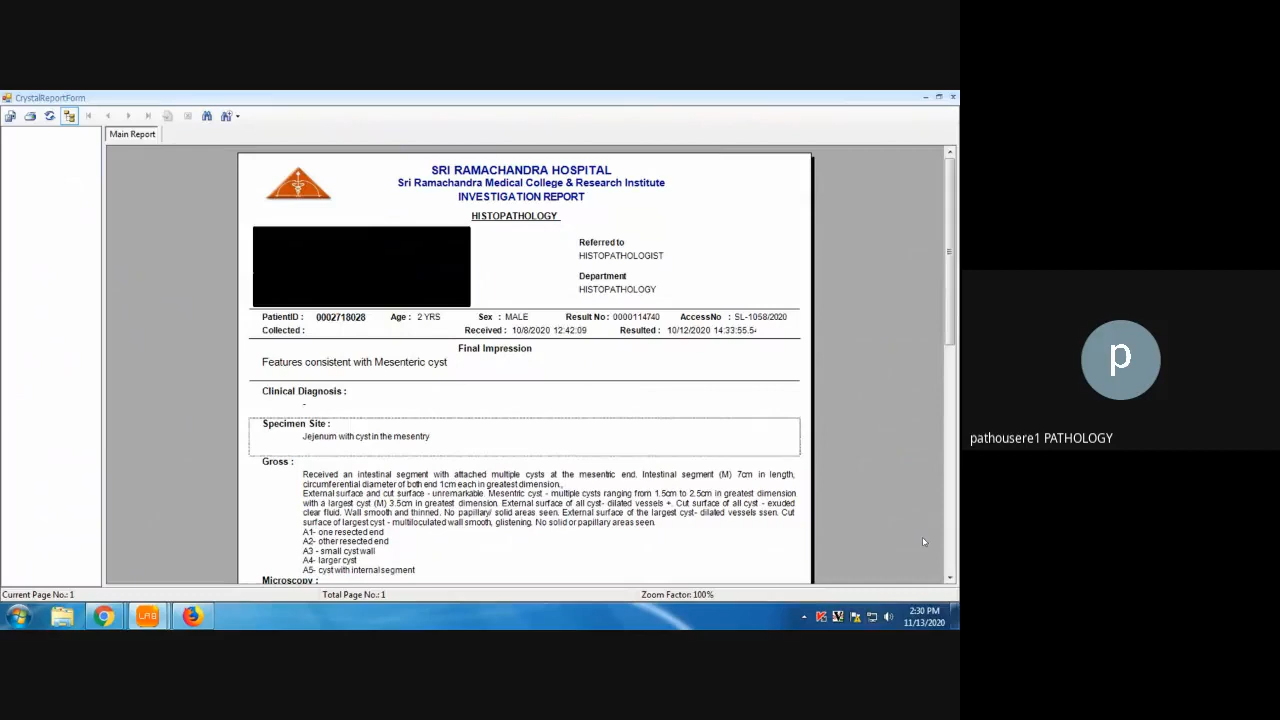 CrystalReportForm
Main Report
SRI RAMACHANDRA HOSPITAL
Sri Ramachandra Medical College & Research Institute
INVESTIGATION REPORT
HISTOPATHOLOGY
Referred to
HISTOPATHOLOGIST
Department
HISTOPATHOLOGY
PatientID : 0002718028 Age : 2 YRS Sex : MALE Result No : 0000114740 AccessNo : SL-1058/2020
Collected : Received : 10/8/2020 12:42:09 Resulted : 10/12/2020 14:33:55.54
Final Impression
Features consistent with Mesenteric cyst
Clinical Diagnosis :
-
Specimen Site :
Jejenum with cyst in the mesentry
Gross :
Received an intestinal segment with attached multiple cysts at the mesentric end. Intestinal segment (M) 7cm in length,
circumfrential diameter of both end 1cm each in greatest dimension.,
External surface and cut surface - unremarkable. Mesentric cyst - multiple cysts ranging from 1.5cm to 2.5cm in greatest dimension
with a largest cyst (M) 3.5cm in greatest dimension. External surface of all cyst- dilated vessels +. Cut surface of all cyst - exuded
clear fluid. Wall smooth and thinned. No papillary/ solid areas seen. External surface of the largest cyst- dilated vessels ssen. Cut
surface of largest cyst - multiloculated wall smooth, glistening. No solid or papillary areas seen.
A1- one resected end
A2- other resected end
A3 - small cyst wall
A4- larger cyst
A5- cyst with internal segment
Microscopy :
Current Page No.: 1 Total Page No.: 1 Zoom Factor: 100%
LAB
2:30 PM
11/13/2020
p
pathousere1 PATHOLOGY